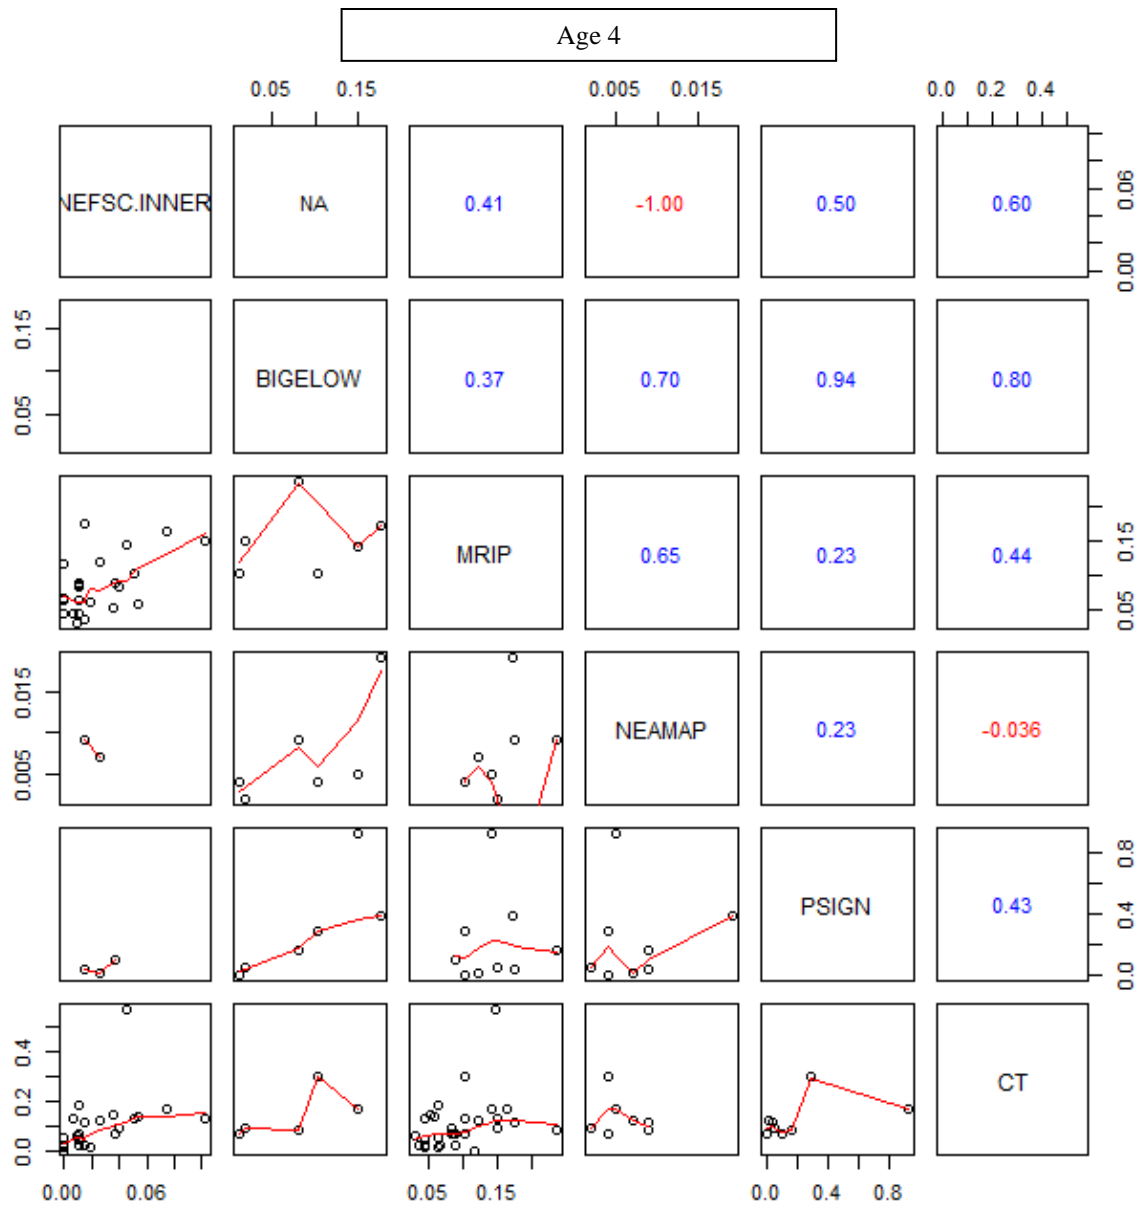 Age 4
0.05 0.15 0.005 0.015 0.0 0.2 0.4
NEFSC.INNER NA 0.41 -1.00 0.50 0.60
0.00 0.06
0.05 0.15
BIGELOW 0.37 0.70 0.94 0.80
MRIP 0.65 0.23 0.44
0.05 0.15
0.005 0.015
NEAMAP 0.23 -0.036
PSIGN 0.43
0.0 0.4 0.8
0.0 0.2 0.4
CT
0.00 0.06 0.05 0.15 0.0 0.4 0.8